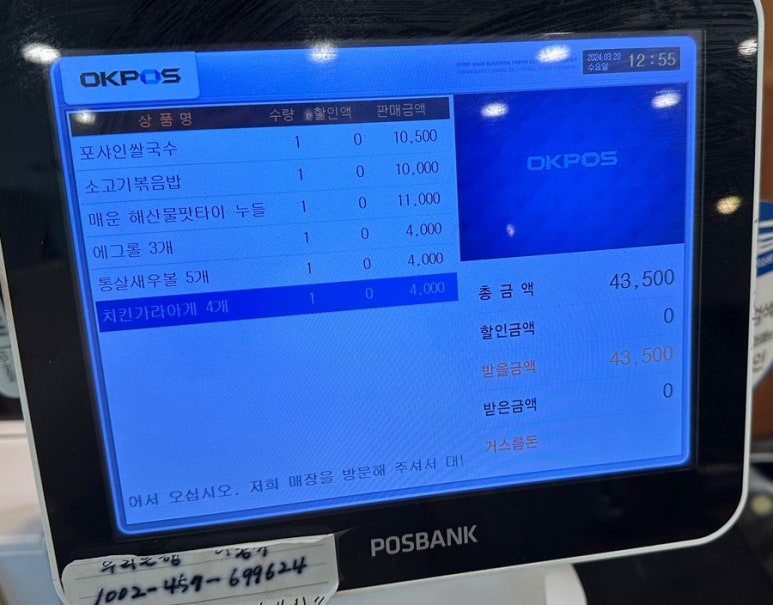 OKPOS
2024.03.20
수요일
12:55
상 품 명 수량 할인액 판매금액
포사인쌀국수 1 0 10,500
소고기볶음밥 1 0 10,000
매운 해산물팟타이 누들 1 0 11,000
에그롤 3개 1 0 4,000
통살새우볼 5개 1 0 4,000
치킨가라아게 4개 1 0 4,000
OKPOS
총 금 액 43,500
할인금액 0
받을금액 43,500
받은금액 0
거스름돈
어서 오십시오. 저희 매장을 방문해 주셔서 대!
POSBANK
우리은행
1002-457-699624